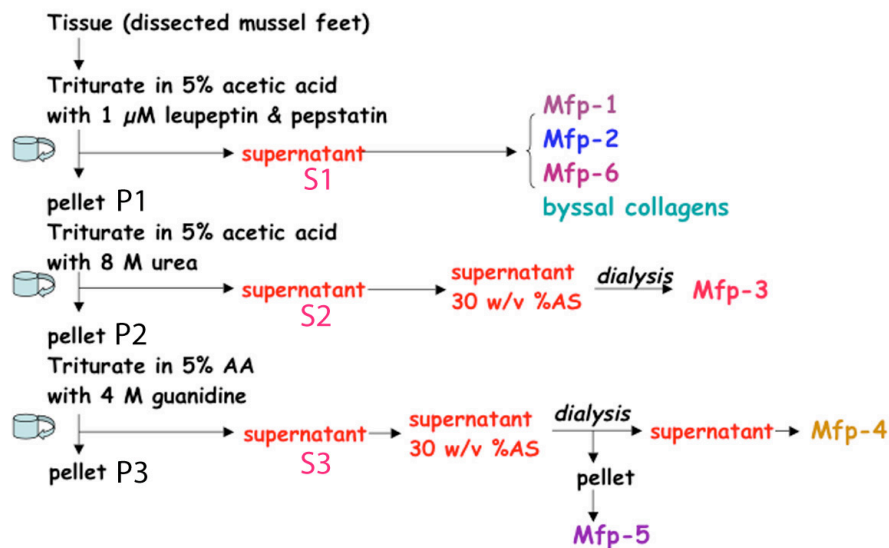 Tissue (dissected mussel feet)
Triturate in 5% acetic acid
with 1 µM leupeptin & pepstatin
supernatant
S1
Mfp-1
Mfp-2
Mfp-6
byssal collagens
pellet P1
Triturate in 5% acetic acid
with 8 M urea
supernatant
S2
supernatant
30 w/v %AS
dialysis
Mfp-3
pellet P2
Triturate in 5% AA
with 4 M guanidine
supernatant
S3
supernatant
30 w/v %AS
dialysis
supernatant
Mfp-4
pellet P3
pellet
Mfp-5